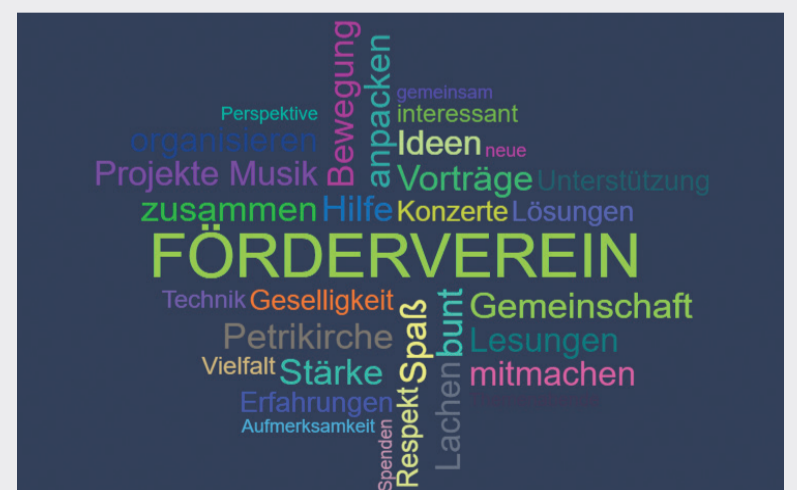 Bewegung
anpacken
gemeinsam
Perspektive
interessant
organisieren
Ideen
neue
Projekte
Musik
Vorträge
Unterstützung
zusammen
Hilfe
Konzerte
Lösungen
FÖRDERVEREIN
Technik
Geselligkeit
Spaß
bunt
Gemeinschaft
Petrikirche
Lesungen
Vielfalt
Stärke
mitmachen
Erfahrungen
Respekt
Lachen
Aufmerksamkeit
Spenden